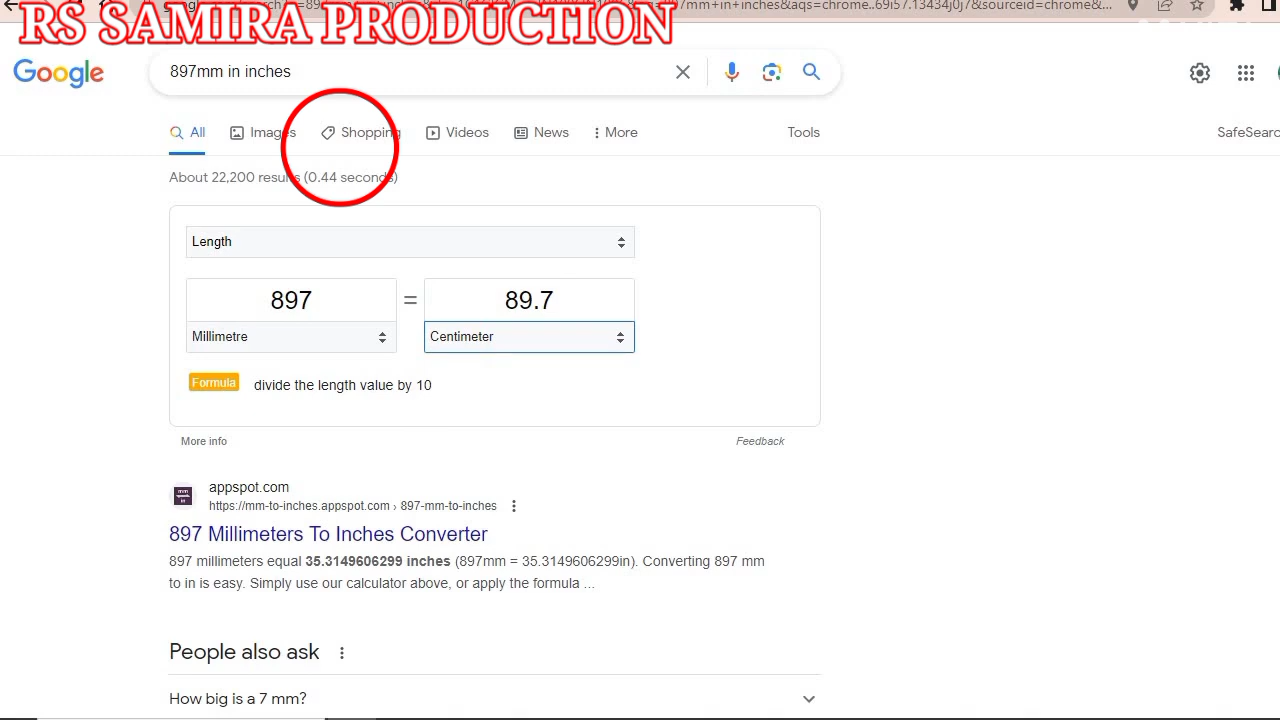 RS SAMIRA PRODUCTION
Google
897mm in inches
All Images Shopping Videos News More Tools SafeSearc
About 22,200 results (0.44 seconds)
Length
897 = 89.7
Millimetre Centimeter
Formula divide the length value by 10
More info Feedback
appspot.com
https://mm-to-inches.appspot.com › 897-mm-to-inches
897 Millimeters To Inches Converter
897 millimeters equal 35.3149606299 inches (897mm = 35.3149606299in). Converting 897 mm
to in is easy. Simply use our calculator above, or apply the formula ...
People also ask
How big is a 7 mm?